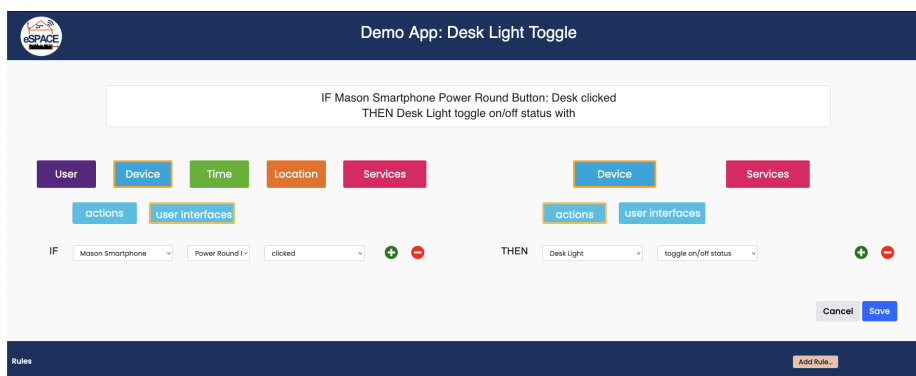 eSPACE
Demo App: Desk Light Toggle
IF Mason Smartphone Power Round Button: Desk clicked
THEN Desk Light toggle on/off status with
User Device Time Location Services
Device Services
actions user interfaces
actions user interfaces
IF Mason Smartphone Power Round clicked
THEN Desk Light toggle on/off status
Cancel Save
Rules Add Rule...